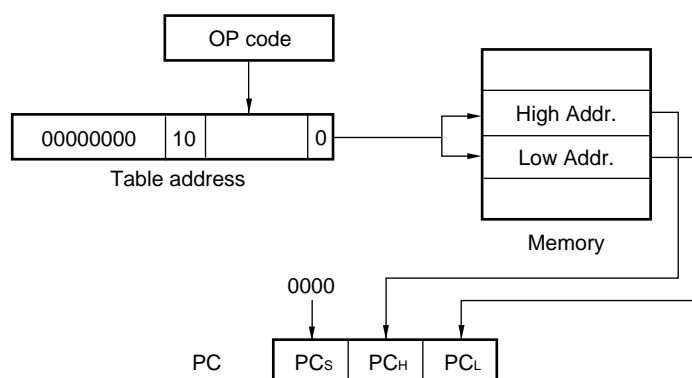 OP code
00000000 10 0
Table address
High Addr.
Low Addr.
Memory
0000
PC PCS PCH PCL